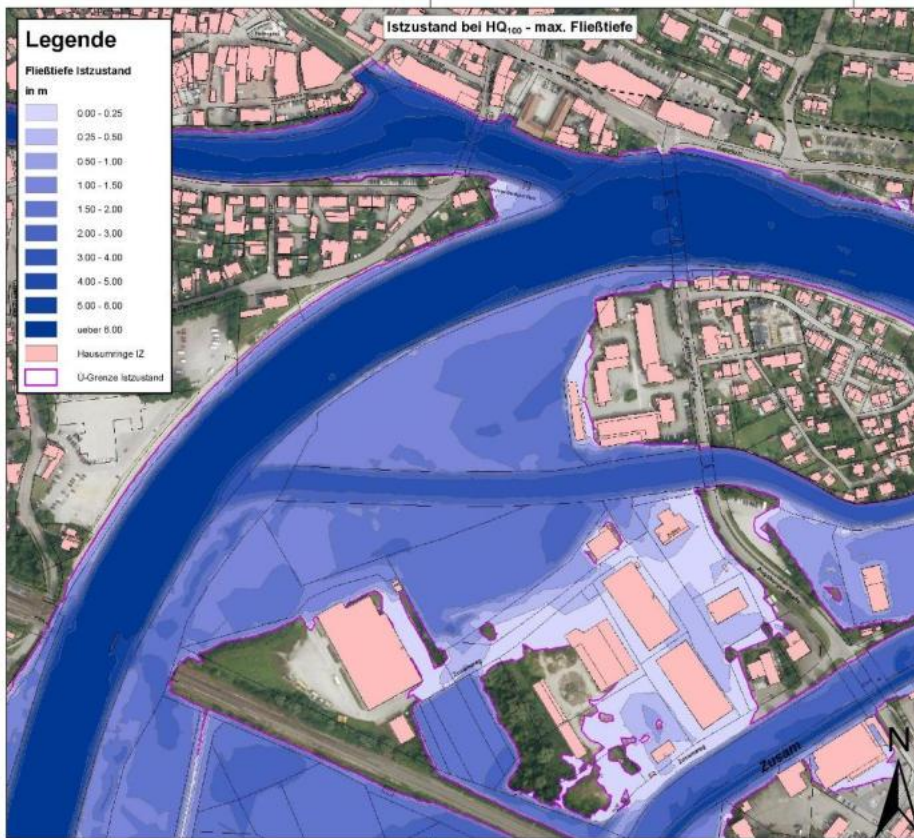 Istzustand bei HQ₁₀₀ - max. Fließtiefe
Legende
Fließtiefe Istzustand
in m
0.00 - 0.25
0.25 - 0.50
0.50 - 1.00
1.00 - 1.50
1.50 - 2.00
2.00 - 3.00
3.00 - 4.00
4.00 - 5.00
5.00 - 6.00
ueber 6.00
Hausumringe IZ
Ü-Grenze Istzustand
Zusam
N